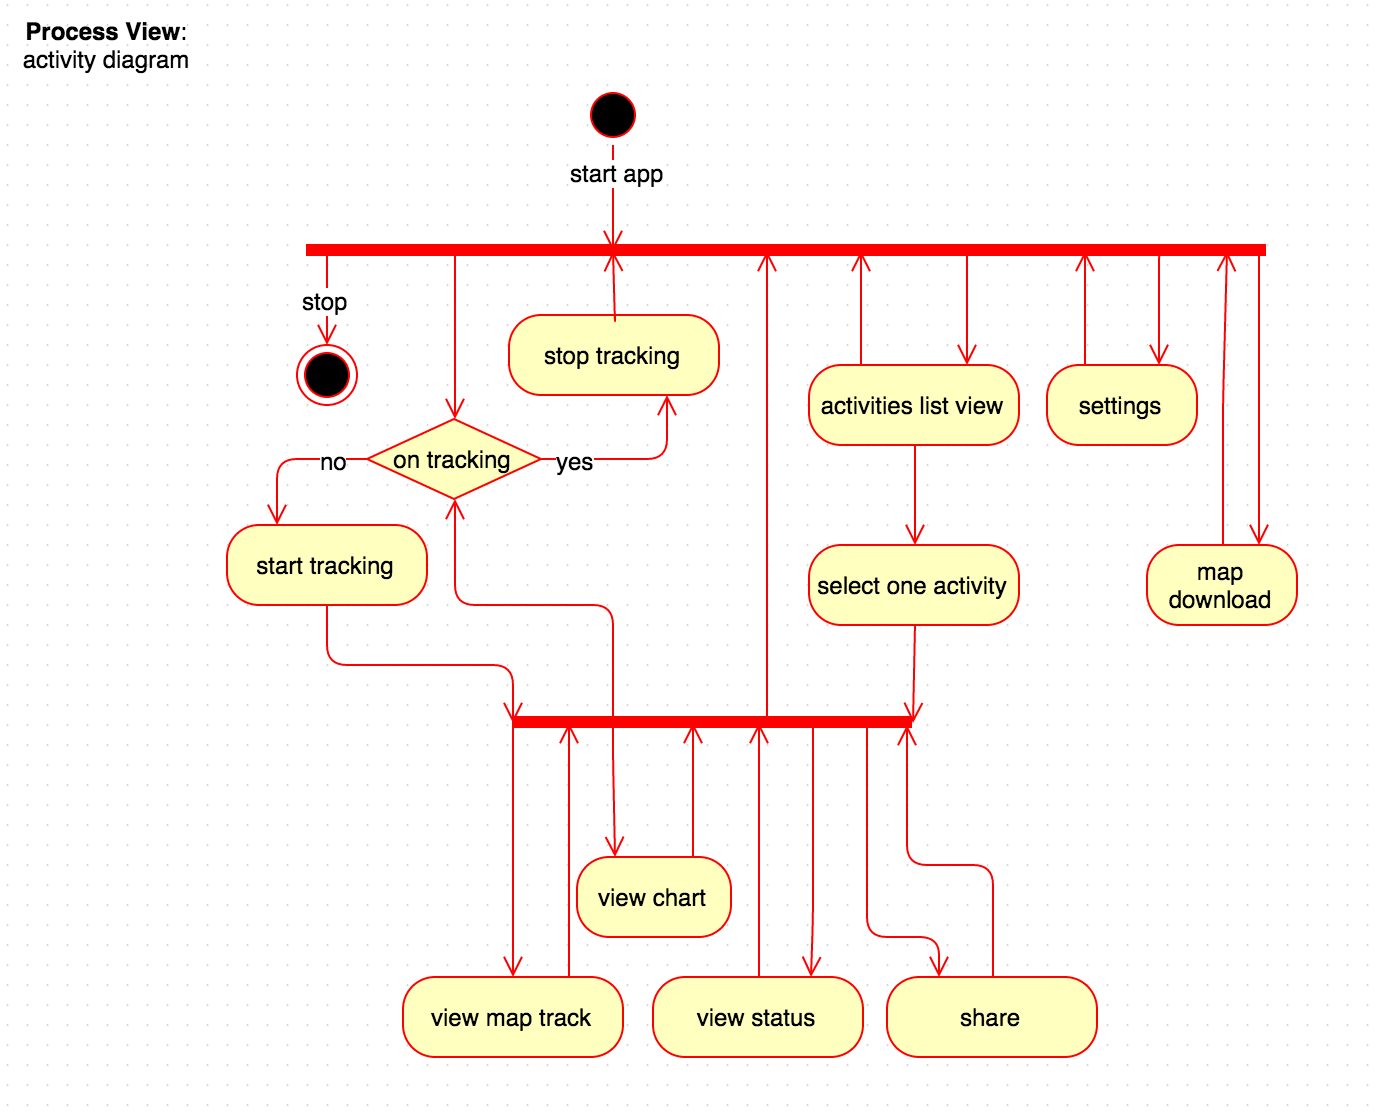 Process View:
activity diagram
start app
stop
stop tracking
activities list view
settings
no
on tracking
yes
start tracking
select one activity
map
download
view chart
view map track
view status
share